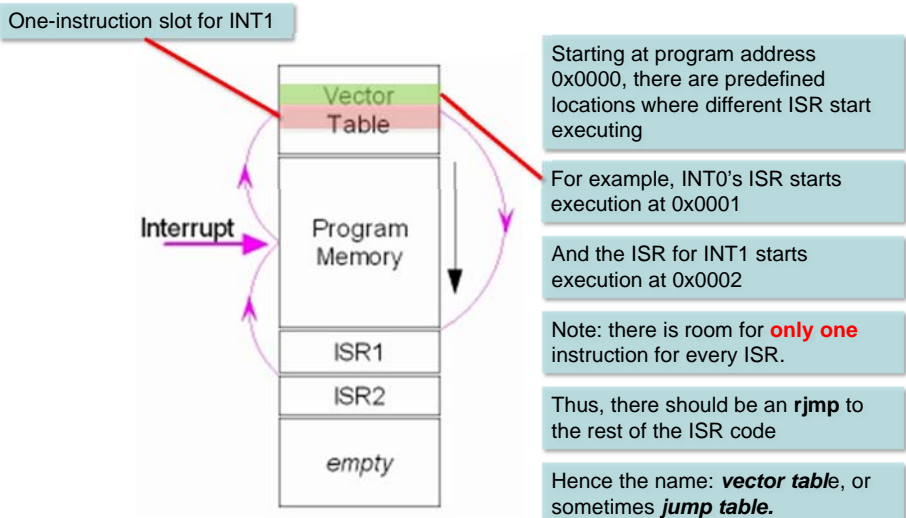 One-instruction slot for INT1
Vector
Table
Interrupt
Program
Memory
ISR1
ISR2
empty
Starting at program address
0x0000, there are predefined
locations where different ISR start
executing
For example, INT0’s ISR starts
execution at 0x0001
And the ISR for INT1 starts
execution at 0x0002
Note: there is room for only one
instruction for every ISR.
Thus, there should be an rjmp to
the rest of the ISR code
Hence the name: vector table, or
sometimes jump table.